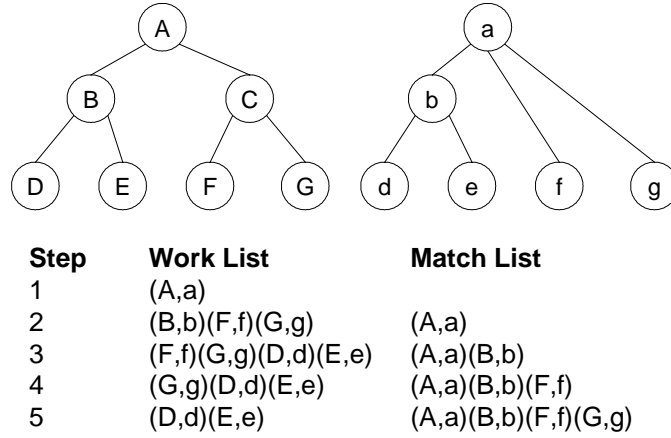 A a
B C b
D E F G d e f g
Step Work List Match List
1 (A,a)
2 (B,b)(F,f)(G,g) (A,a)
3 (F,f)(G,g)(D,d)(E,e) (A,a)(B,b)
4 (G,g)(D,d)(E,e) (A,a)(B,b)(F,f)
5 (D,d)(E,e) (A,a)(B,b)(F,f)(G,g)